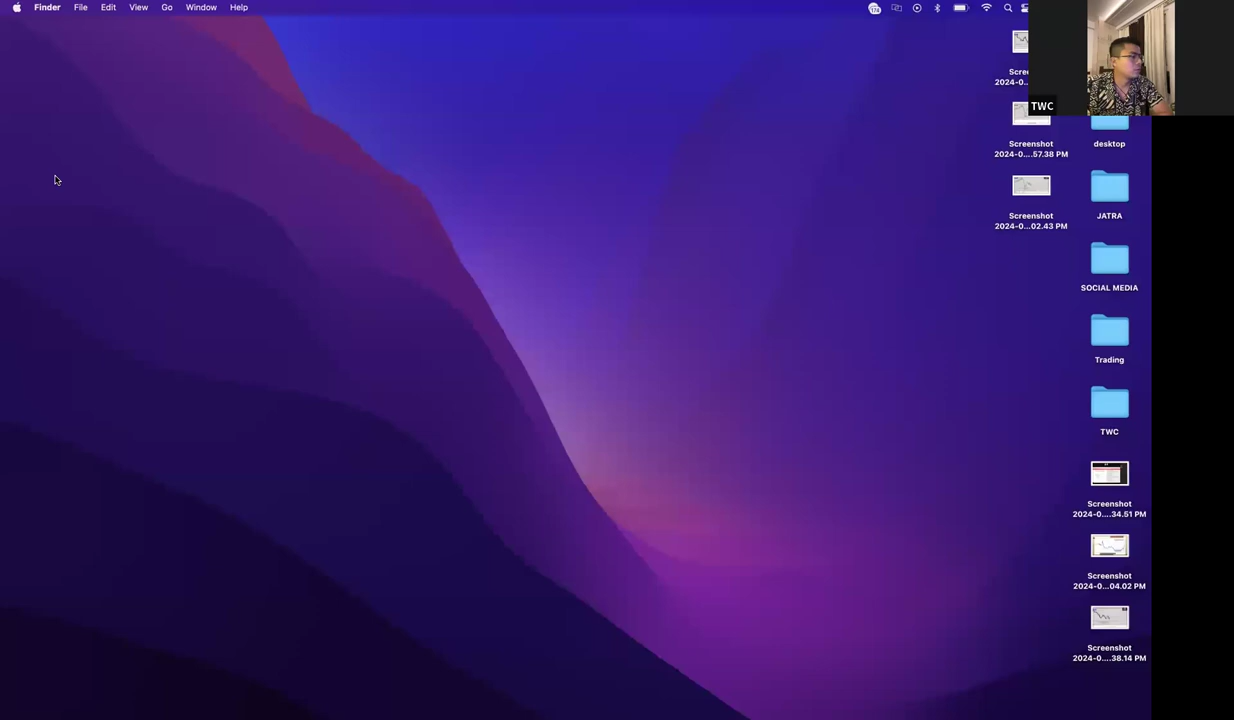 Finder File Edit View Go Window Help
174
TWC
Screenshot
2024-0....57.38 PM
Screenshot
2024-0...02.43 PM
desktop
JATRA
SOCIAL MEDIA
Trading
TWC
Screenshot
2024-0....34.51 PM
Screenshot
2024-0...04.02 PM
Screenshot
2024-0....38.14 PM